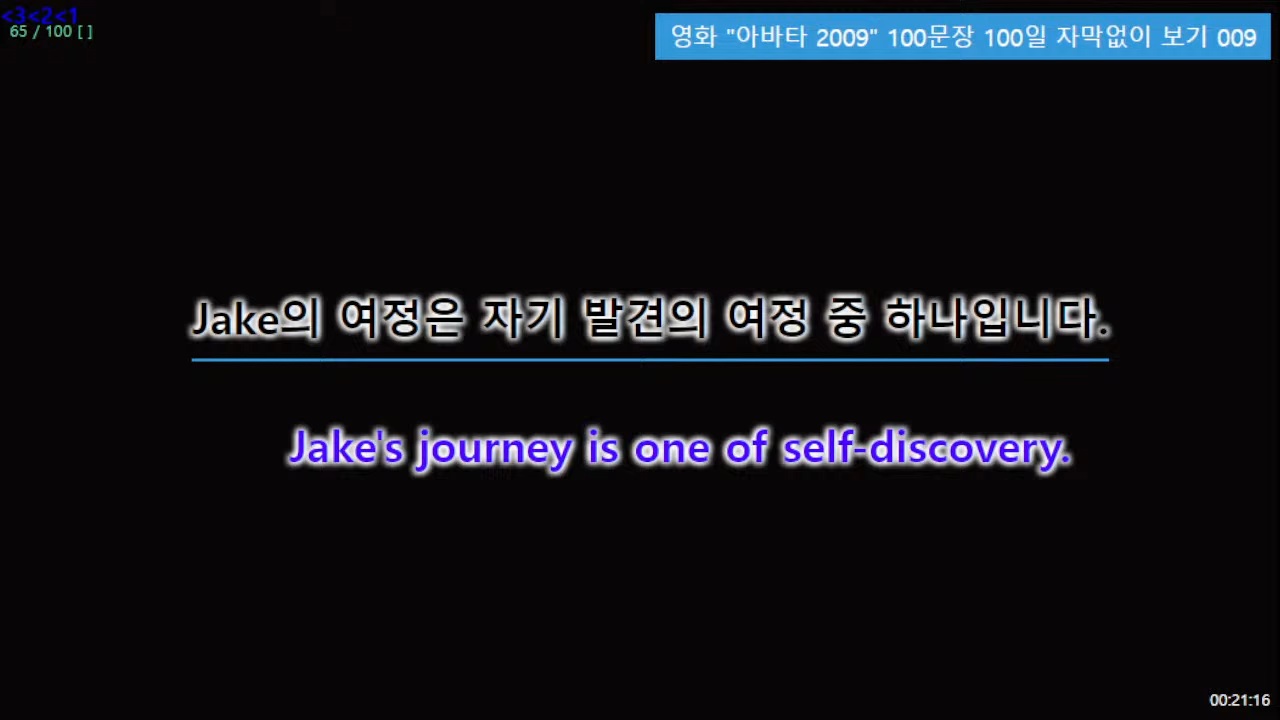 <3<2<1
65 / 100 [ ]
영화 "아바타 2009" 100문장 100일 자막없이 보기 009
Jake의 여정은 자기 발견의 여정 중 하나입니다.
Jake's journey is one of self-discovery.
00:21:16